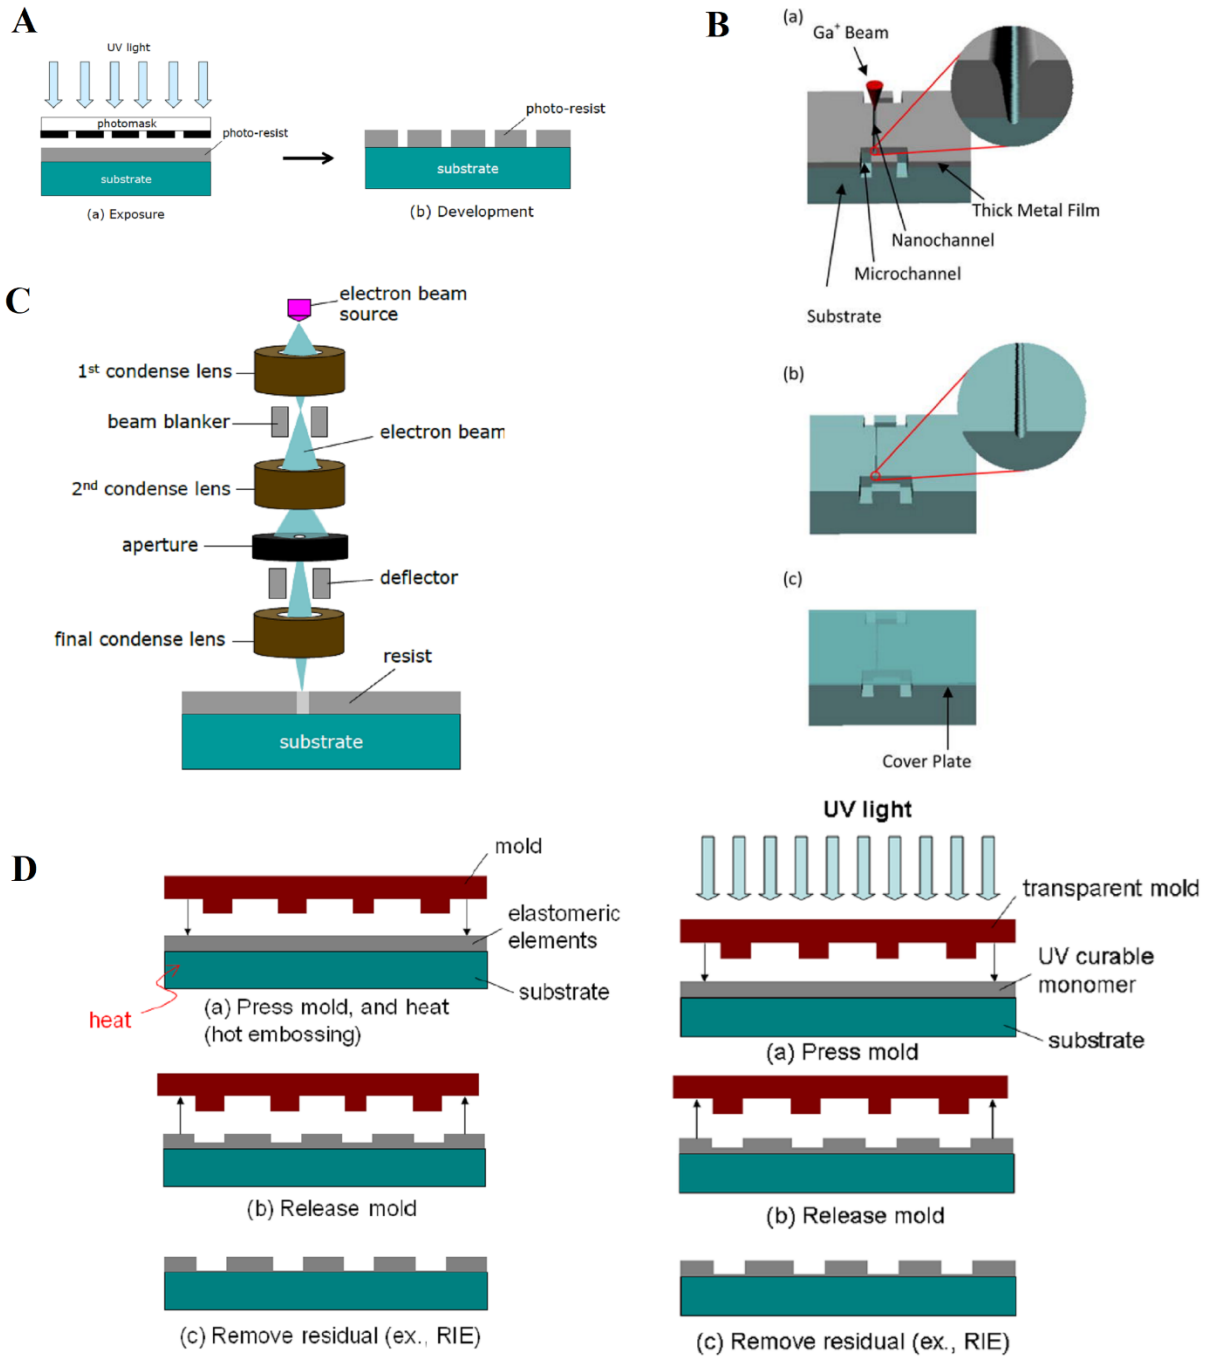 A
UV light
photomask
photo-resist
substrate
(a) Exposure
photo-resist
substrate
(b) Development
B
(a)
Ga+ Beam
Thick Metal Film
Nanochannel
Microchannel
Substrate
(b)
(c)
Cover Plate
C
electron beam
source
1st condense lens
beam blanker
electron beam
2nd condense lens
aperture
deflector
final condense lens
resist
substrate
D
mold
elastomeric
elements
substrate
heat
(a) Press mold, and heat
(hot embossing)
(b) Release mold
(c) Remove residual (ex., RIE)
UV light
transparent mold
UV curable
monomer
substrate
(a) Press mold
(b) Release mold
(c) Remove residual (ex., RIE)